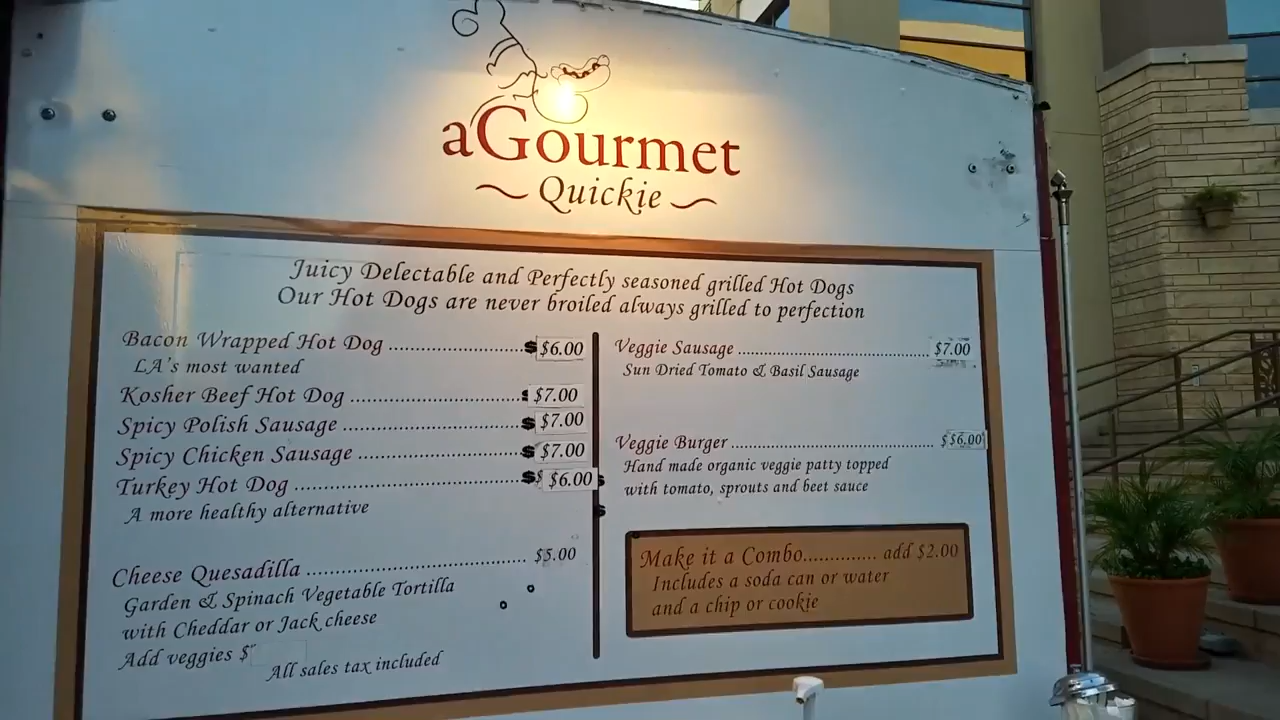 aGourmet
~ Quickie ~
Juicy Delectable and Perfectly seasoned grilled Hot Dogs
Our Hot Dogs are never broiled always grilled to perfection
Bacon Wrapped Hot Dog ........................ $ $6.00
LA's most wanted
Kosher Beef Hot Dog ........................ $7.00
Spicy Polish Sausage ........................ $ $7.00
Spicy Chicken Sausage ........................ $ $7.00
Turkey Hot Dog ........................ $$ $6.00
A more healthy alternative
Cheese Quesadilla ........................ $5.00
Garden & Spinach Vegetable Tortilla
with Cheddar or Jack cheese
Add veggies $
All sales tax included
Veggie Sausage ........................ $7.00
Sun Dried Tomato & Basil Sausage
Veggie Burger ........................ $ $6.00
Hand made organic veggie patty topped
with tomato, sprouts and beet sauce
Make it a Combo............. add $2.00
Includes a soda can or water
and a chip or cookie